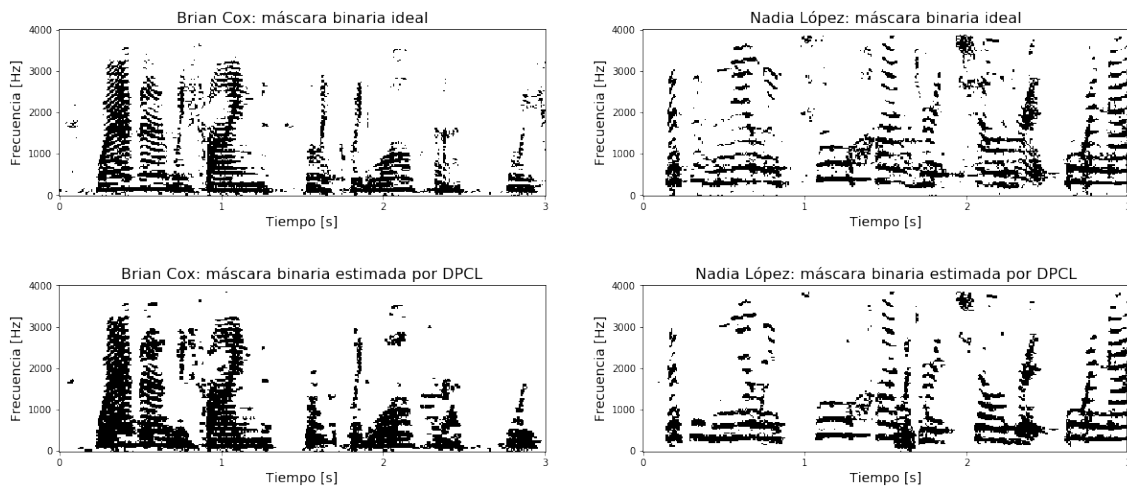 Brian Cox: máscara binaria ideal
4000
3000
2000
1000
0
Frecuencia [Hz]
0 1 2 3
Tiempo [s]
Nadia López: máscara binaria ideal
4000
3000
2000
1000
0
Frecuencia [Hz]
0 1 2
Tiempo [s]
Brian Cox: máscara binaria estimada por DPCL
4000
3000
2000
1000
0
Frecuencia [Hz]
0 1 2 3
Tiempo [s]
Nadia López: máscara binaria estimada por DPCL
4000
3000
2000
1000
0
Frecuencia [Hz]
0 1 2
Tiempo [s]